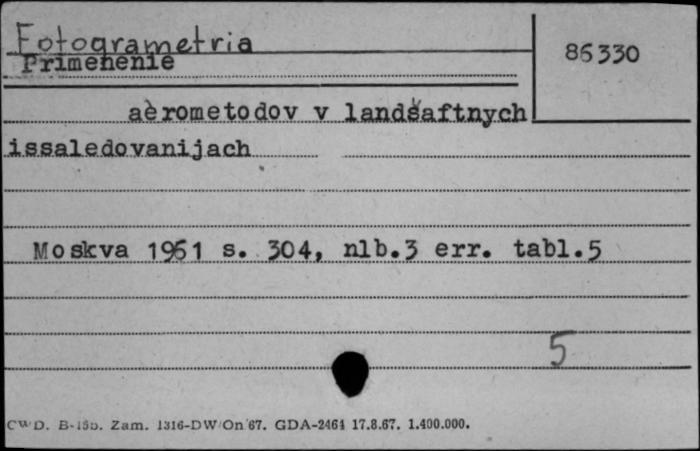 Fotogrametria
86330
Primenenie
aèrometodov v landšaftnych
issaledovanijach
Moskva 1961 s. 304, nlb.3 err. tabl.5
5
CWD. B-15b. Zam. 1316-DW/On/67. GDA-2464 17.8.67. 1.400.000.